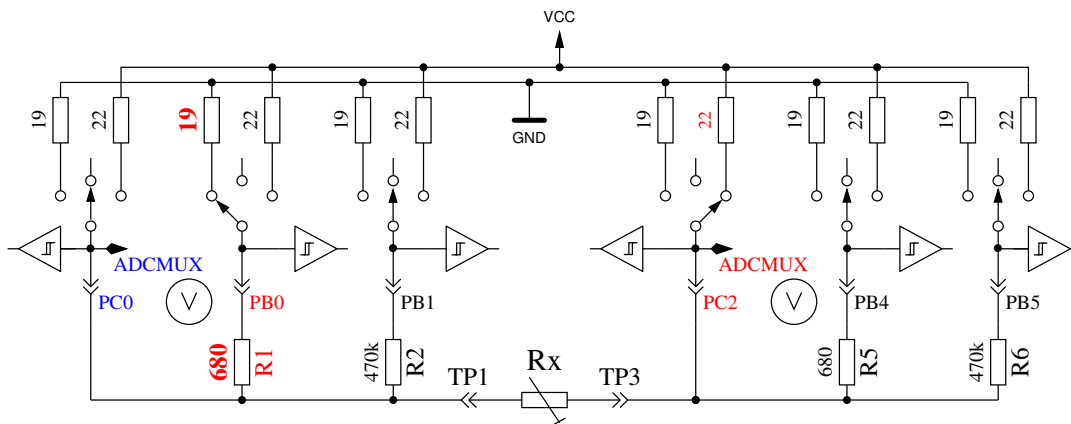 VCC
19
22
19
22
19
22
GND
19
22
19
22
19
22
ADCMUX
ADCMUX
PC0
V
PB0
PB1
PC2
V
PB4
PB5
680
R1
470k
R2
TP1
Rx
TP3
680
R5
470k
R6